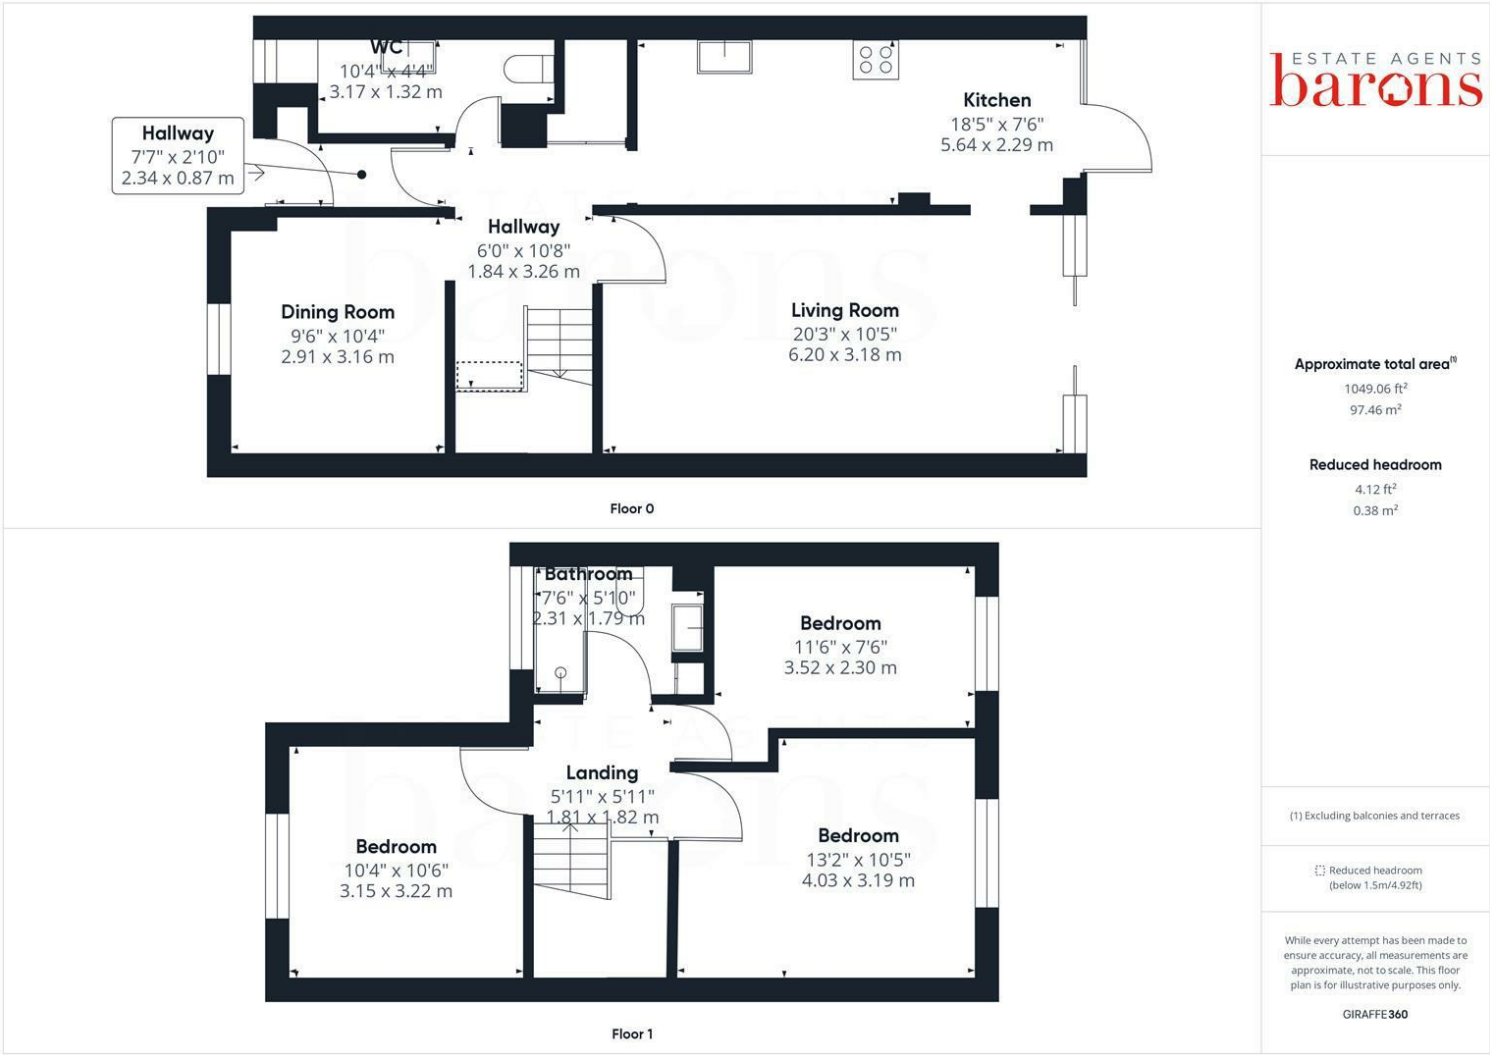 WC
10'4" x 4'4"
3.17 x 1.32 m
Hallway
7'7" x 2'10"
2.34 x 0.87 m
Kitchen
18'5" x 7'6"
5.64 x 2.29 m
Hallway
6'0" x 10'8"
1.84 x 3.26 m
Dining Room
9'6" x 10'4"
2.91 x 3.16 m
Living Room
20'3" x 10'5"
6.20 x 3.18 m
ESTATE AGENTS
barons
Floor 0
Bathroom
7'6" x 5'10"
2.31 x 1.79 m
Bedroom
11'6" x 7'6"
3.52 x 2.30 m
Landing
5'11" x 5'11"
1.81 x 1.82 m
Bedroom
10'4" x 10'6"
3.15 x 3.22 m
Bedroom
13'2" x 10'5"
4.03 x 3.19 m
ESTATE AGENTS
barons
Floor 1
ESTATE AGENTS
barons
Approximate total area(1)
1049.06 ft²
97.46 m²
Reduced headroom
4.12 ft²
0.38 m²
(1) Excluding balconies and terraces
Reduced headroom
(below 1.5m/4.92ft)
While every attempt has been made to
ensure accuracy, all measurements are
approximate, not to scale. This floor
plan is for illustrative purposes only.
GIRAFFE360